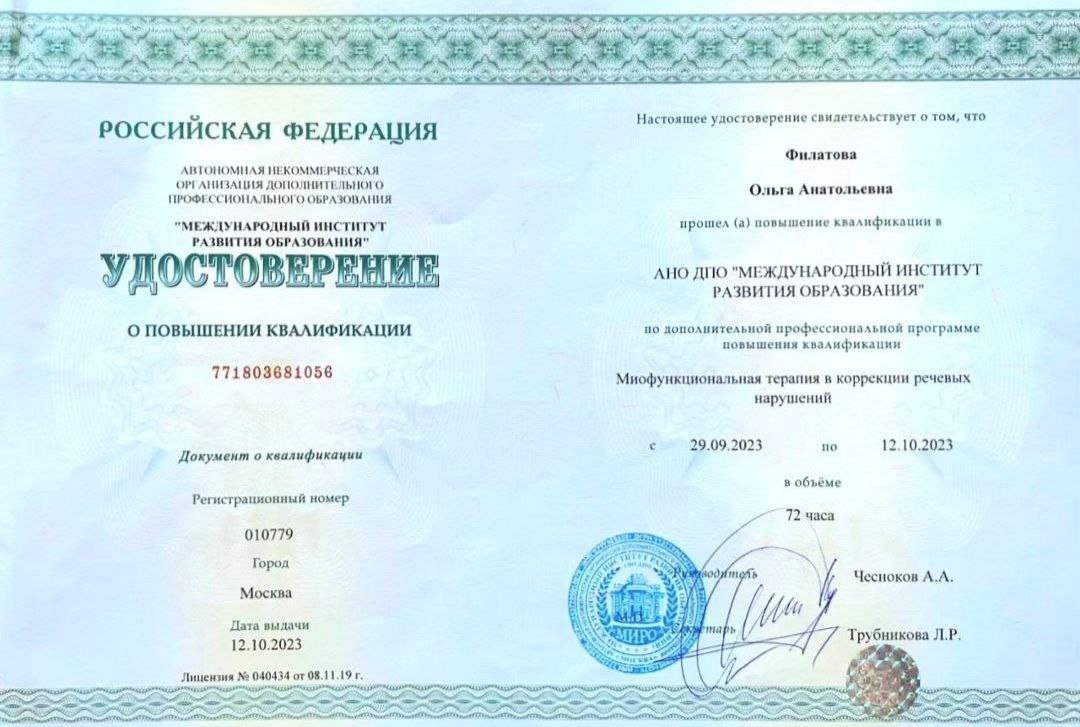 РОССИЙСКАЯ ФЕДЕРАЦИЯ
АВТОНОМНАЯ НЕКОММЕРЧЕСКАЯ
ОРГАНИЗАЦИЯ ДОПОЛНИТЕЛЬНОГО
ПРОФЕССИОНАЛЬНОГО ОБРАЗОВАНИЯ
"МЕЖДУНАРОДНЫЙ ИНСТИТУТ
РАЗВИТИЯ ОБРАЗОВАНИЯ"
УДОСТОВЕРЕНИЕ
О ПОВЫШЕНИИ КВАЛИФИКАЦИИ
771803681056
Документ о квалификации
Регистрационный номер
010779
Город
Москва
Дата выдачи
12.10.2023
Лицензия № 040434 от 08.11.19 г.
Настоящее удостоверение свидетельствует о том, что
Филатова
Ольга Анатольевна
прошел (а) повышение квалификации в
АНО ДПО "МЕЖДУНАРОДНЫЙ ИНСТИТУТ
РАЗВИТИЯ ОБРАЗОВАНИЯ"
по дополнительной профессиональной программе
повышения квалификации
Миофункциональная терапия в коррекции речевых
нарушений
с 29.09.2023 по 12.10.2023
в объёме
72 часа
Руководитель Чесноков А.А.
М.П.
Секретарь Трубникова Л.Р.
МИРО